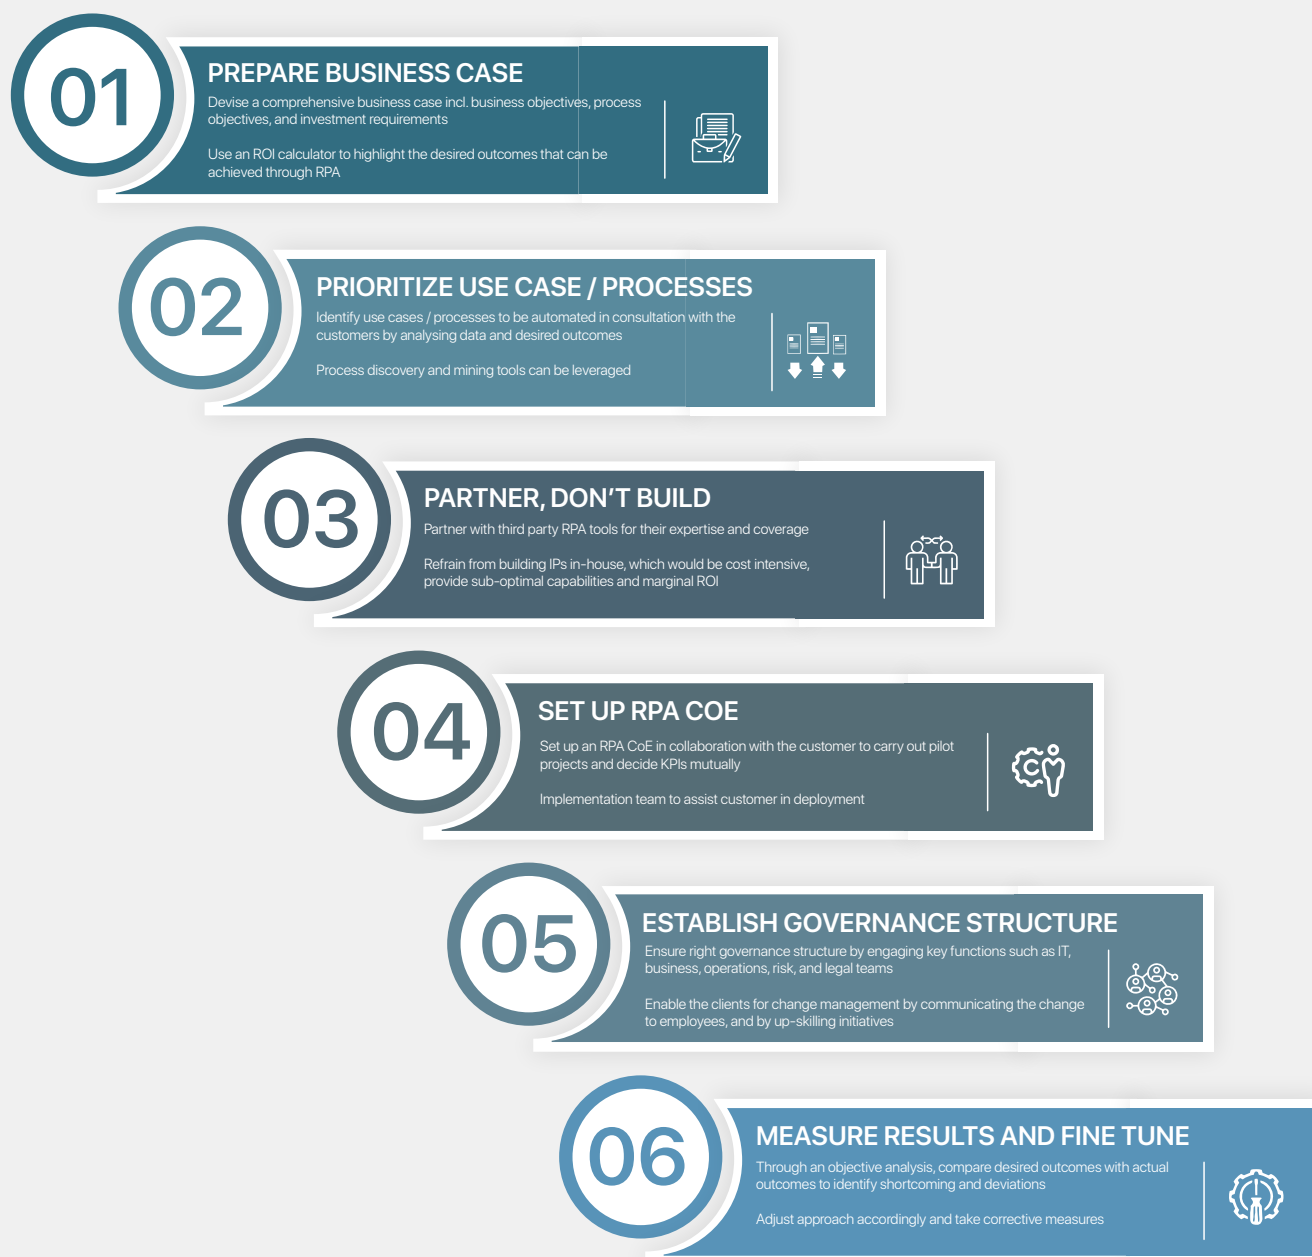 01
PREPARE BUSINESS CASE
Devise a comprehensive business case incl. business objectives, process
objectives, and investment requirements
Use an ROI calculator to highlight the desired outcomes that can be
achieved through RPA
02
PRIORITIZE USE CASE / PROCESSES
Identify use cases / processes to be automated in consultation with the
customers by analysing data and desired outcomes
Process discovery and mining tools can be leveraged
03
PARTNER, DON’T BUILD
Partner with third party RPA tools for their expertise and coverage
Refrain from building IPs in-house, which would be cost intensive,
provide sub-optimal capabilities and marginal ROI
04
SET UP RPA COE
Set up an RPA CoE in collaboration with the customer to carry out pilot
projects and decide KPIs mutually
Implementation team to assist customer in deployment
C
05
ESTABLISH GOVERNANCE STRUCTURE
Ensure right governance structure by engaging key functions such as IT,
business, operations, risk, and legal teams
Enable the clients for change management by communicating the change
to employees, and by up-skilling initiatives
06
MEASURE RESULTS AND FINE TUNE
Through an objective analysis, compare desired outcomes with actual
outcomes to identify shortcoming and deviations
Adjust approach accordingly and take corrective measures